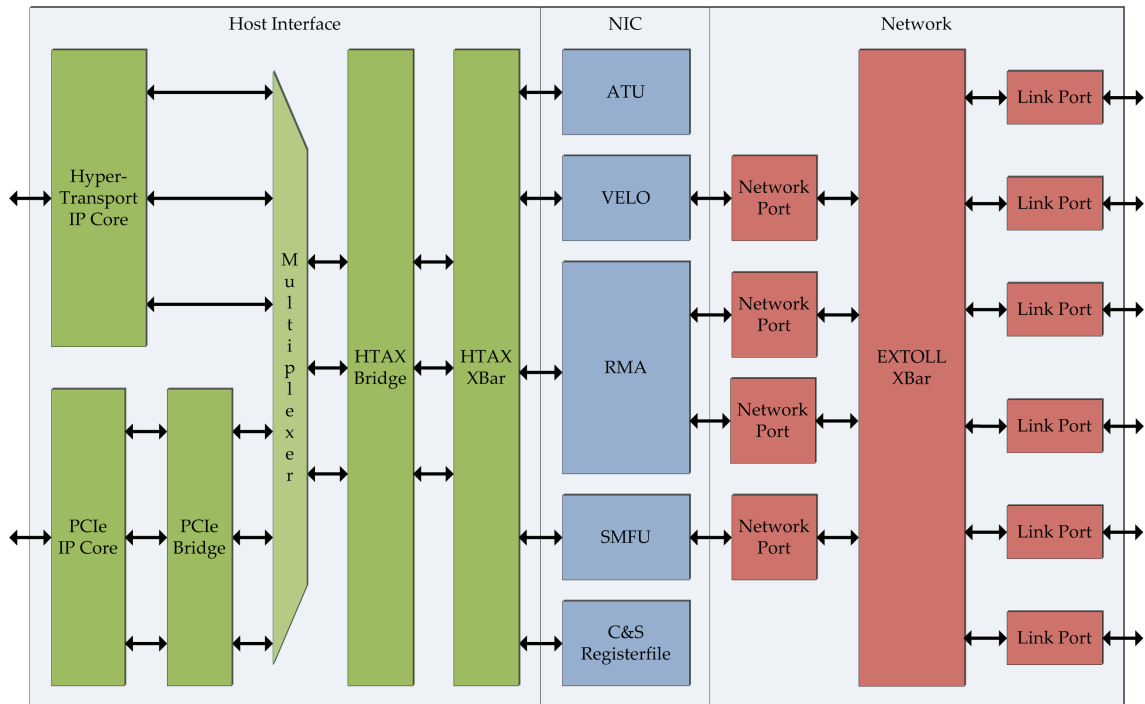 Host Interface
NIC
Network
Hyper-
Transport
IP Core
PCIe
IP Core
PCIe
Bridge
Multiplexer
HTAX
Bridge
HTAX
XBar
ATU
VELO
RMA
SMFU
C&S
Registerfile
Network
Port
Network
Port
Network
Port
Network
Port
EXTOLL
XBar
Link Port
Link Port
Link Port
Link Port
Link Port
Link Port